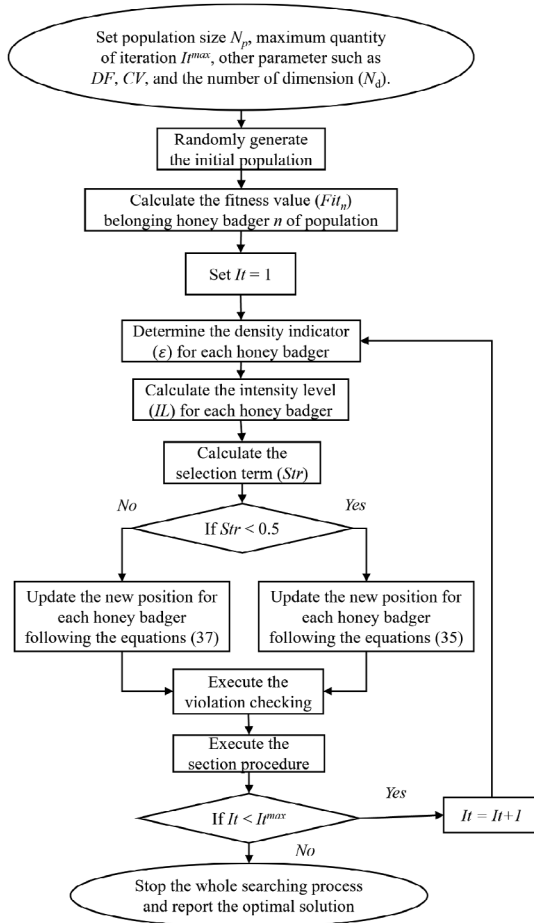 Set population size Np, maximum quantity
of iteration It^max, other parameter such as
DF, CV, and the number of dimension (Nd).
Randomly generate
the initial population
Calculate the fitness value (Fitn)
belonging honey badger n of population
Set It = 1
Determine the density indicator
(ε) for each honey badger
Calculate the intensity level
(IL) for each honey badger
Calculate the
selection term (Str)
No
Yes
If Str < 0.5
Update the new position for
each honey badger
following the equations (37)
Update the new position for
each honey badger
following the equations (35)
Execute the
violation checking
Execute the
section procedure
Yes
If It < It^max
It = It+1
No
Stop the whole searching process
and report the optimal solution